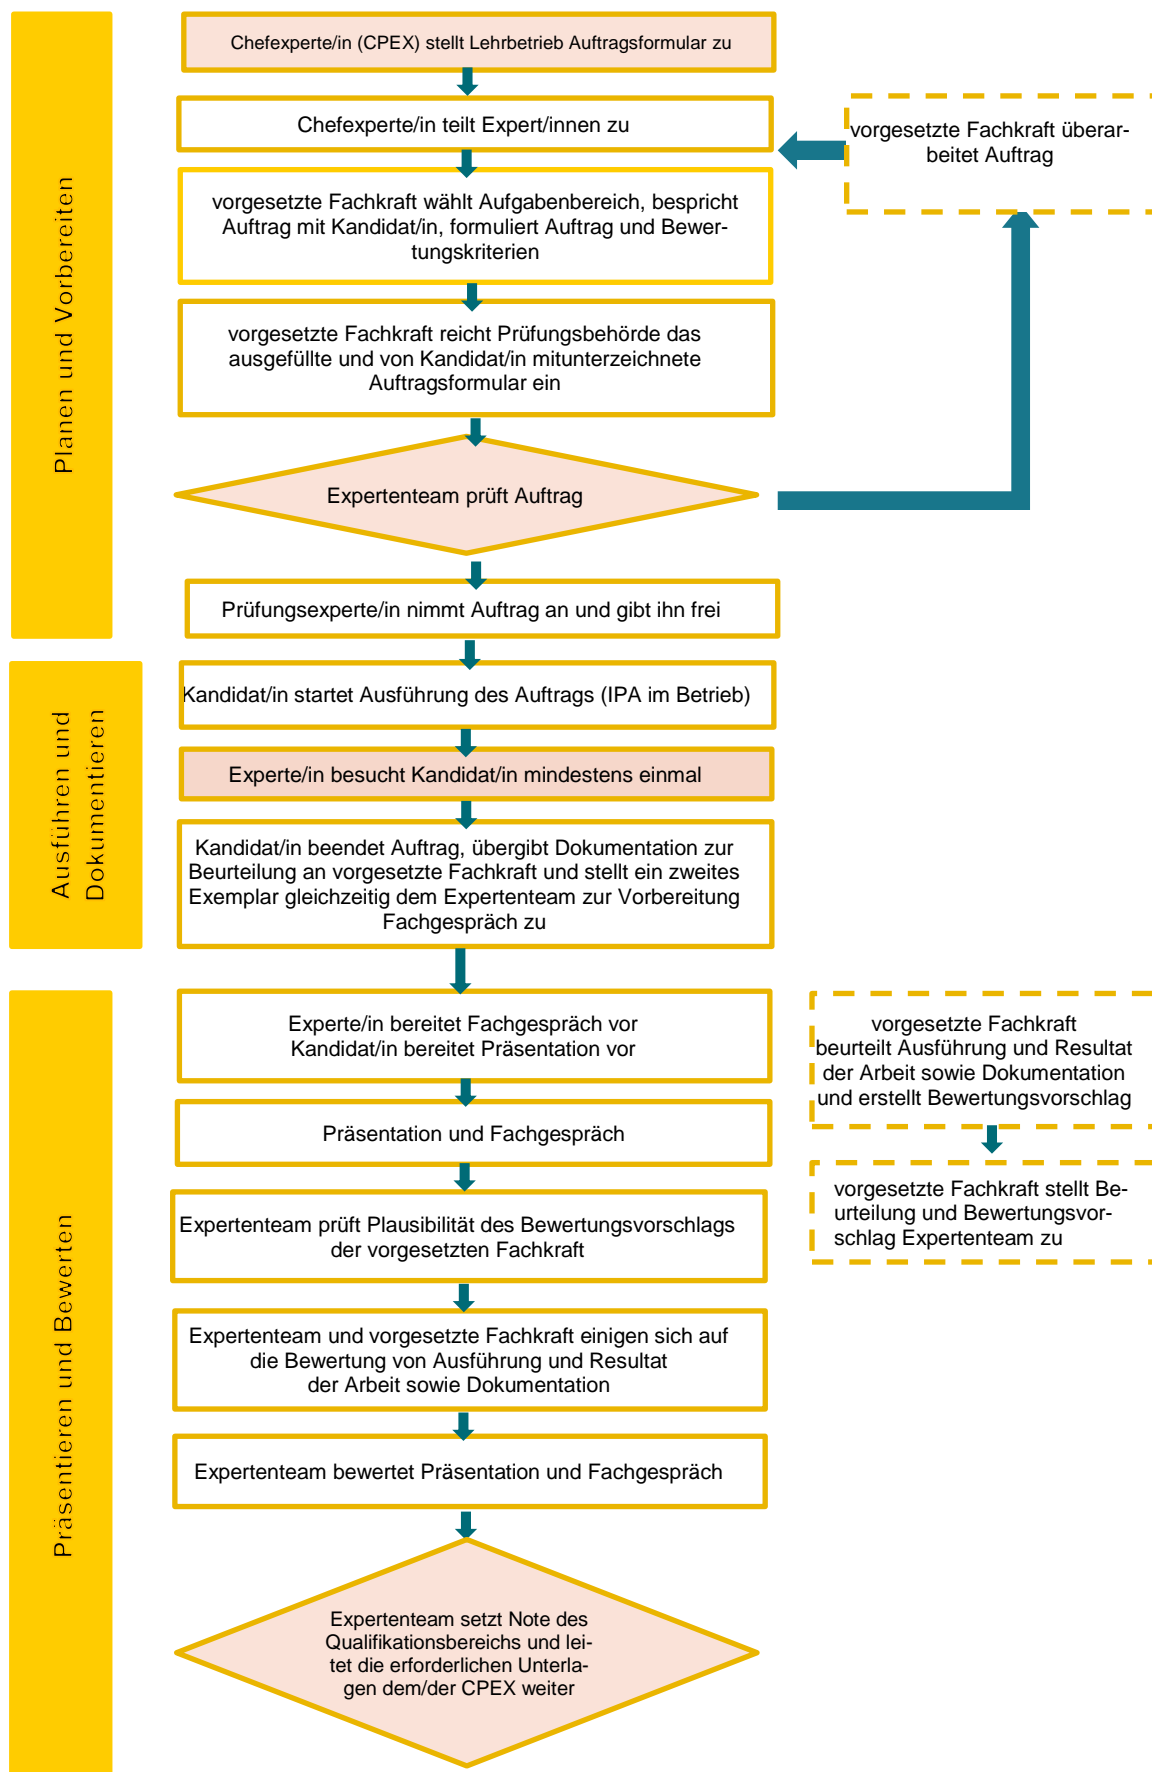 Planen und Vorbereiten
Chefexperte/in (CPEX) stellt Lehrbetrieb Auftragsformular zu
Chefexperte/in teilt Expert/innen zu
vorgesetzte Fachkraft überar-
beitet Auftrag
vorgesetzte Fachkraft wählt Aufgabenbereich, bespricht
Auftrag mit Kandidat/in, formuliert Auftrag und Bewer-
tungskriterien
vorgesetzte Fachkraft reicht Prüfungsbehörde das
ausgefüllte und von Kandidat/in mitunterzeichnete
Auftragsformular ein
Expertenteam prüft Auftrag
Prüfungsexperte/in nimmt Auftrag an und gibt ihn frei
Ausführen und
Dokumentieren
Kandidat/in startet Ausführung des Auftrags (IPA im Betrieb)
Experte/in besucht Kandidat/in mindestens einmal
Kandidat/in beendet Auftrag, übergibt Dokumentation zur
Beurteilung an vorgesetzte Fachkraft und stellt ein zweites
Exemplar gleichzeitig dem Expertenteam zur Vorbereitung
Fachgespräch zu
Präsentieren und Bewerten
Experte/in bereitet Fachgespräch vor
Kandidat/in bereitet Präsentation vor
vorgesetzte Fachkraft
beurteilt Ausführung und Resultat
der Arbeit sowie Dokumentation
und erstellt Bewertungsvorschlag
Präsentation und Fachgespräch
vorgesetzte Fachkraft stellt Be-
urteilung und Bewertungsvor-
schlag Expertenteam zu
Expertenteam prüft Plausibilität des Bewertungsvorschlags
der vorgesetzten Fachkraft
Expertenteam und vorgesetzte Fachkraft einigen sich auf
die Bewertung von Ausführung und Resultat
der Arbeit sowie Dokumentation
Expertenteam bewertet Präsentation und Fachgespräch
Expertenteam setzt Note des
Qualifikationsbereichs und lei-
tet die erforderlichen Unterla-
gen dem/der CPEX weiter